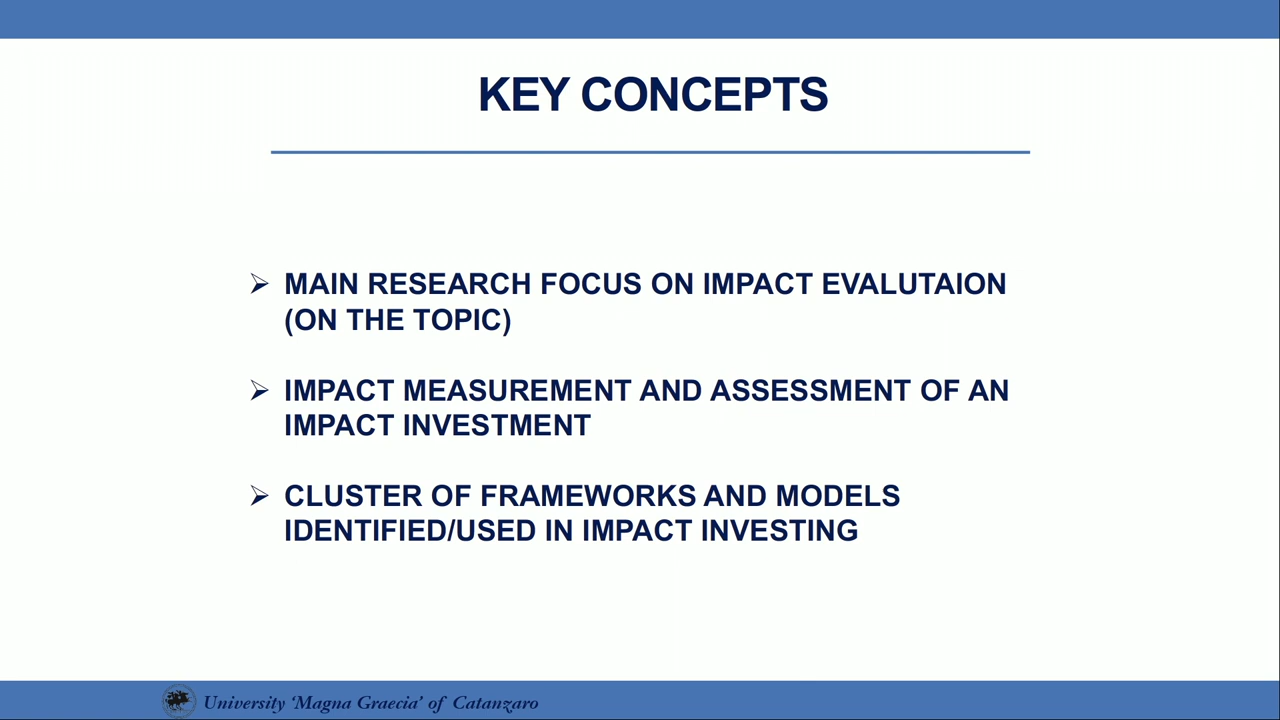 KEY CONCEPTS
➢ MAIN RESEARCH FOCUS ON IMPACT EVALUTAION
(ON THE TOPIC)
➢ IMPACT MEASUREMENT AND ASSESSMENT OF AN
IMPACT INVESTMENT
➢ CLUSTER OF FRAMEWORKS AND MODELS
IDENTIFIED/USED IN IMPACT INVESTING
University ‘Magna Graecia’ of Catanzaro